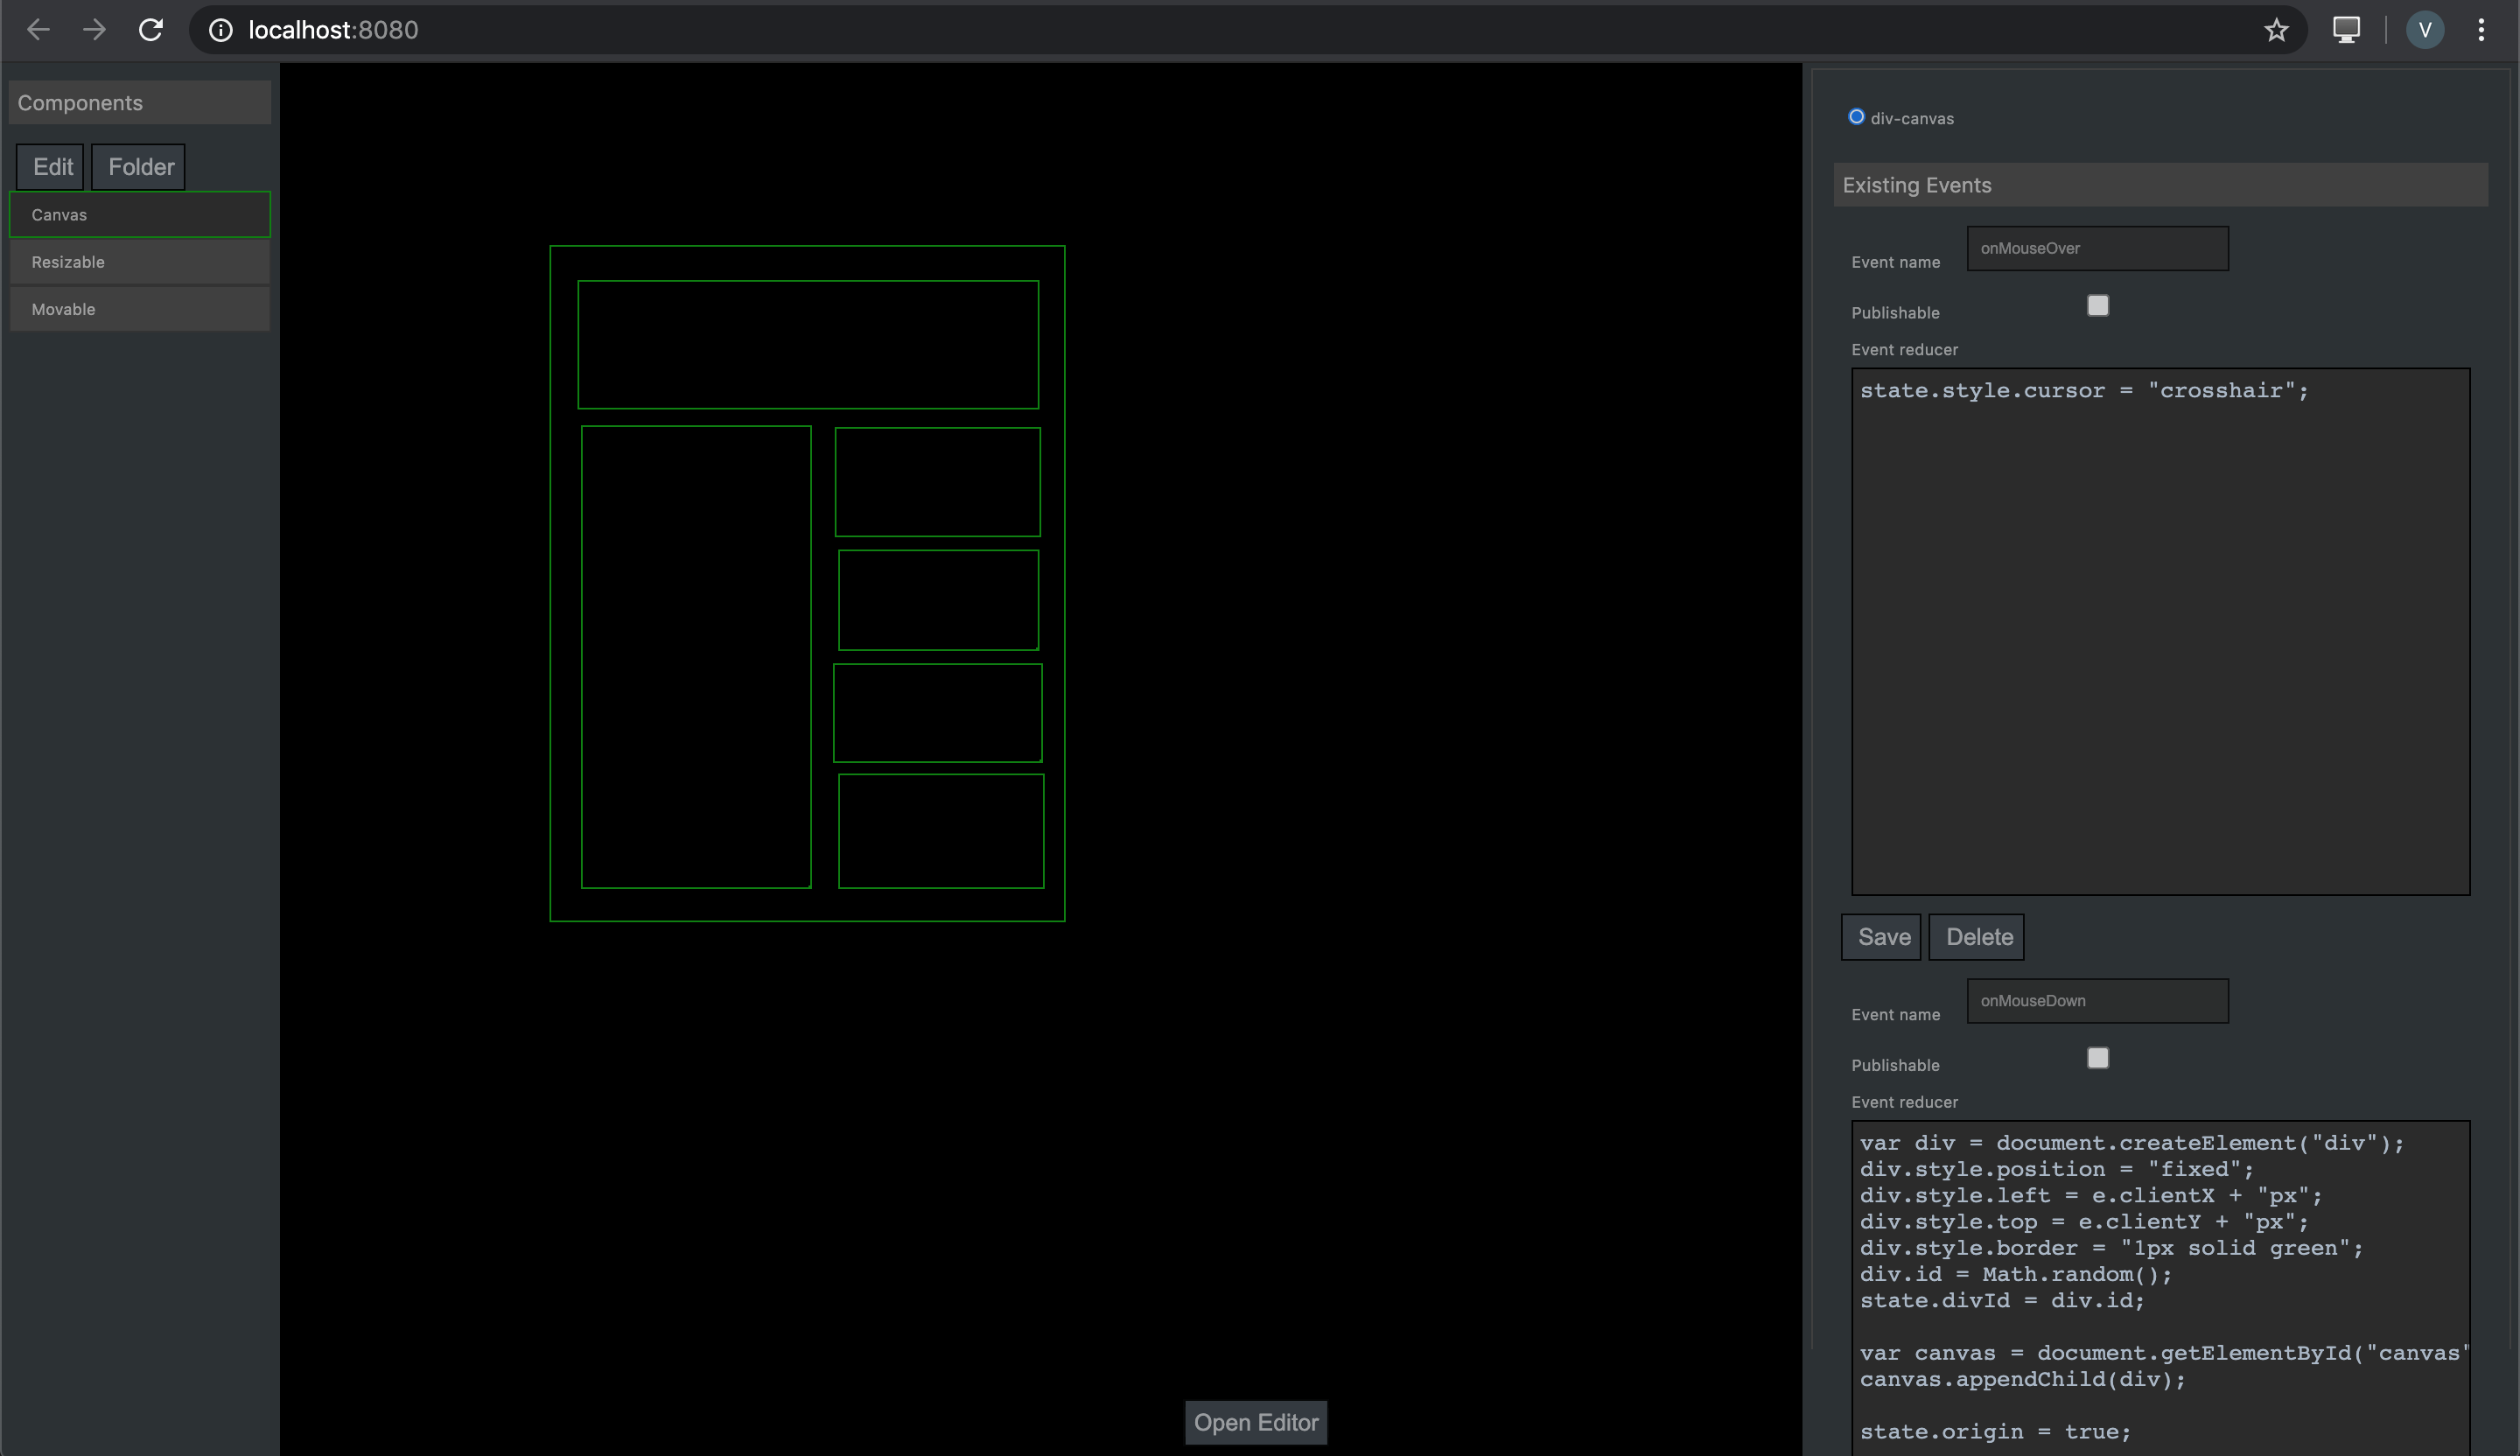 localhost:8080
V
Components
Edit
Folder
Canvas
Resizable
Movable
Open Editor
div-canvas
Existing Events
Event name
onMouseOver
Publishable
Event reducer
state.style.cursor = "crosshair";
Save
Delete
Event name
onMouseDown
Publishable
Event reducer
var div = document.createElement("div");
div.style.position = "fixed";
div.style.left = e.clientX + "px";
div.style.top = e.clientY + "px";
div.style.border = "1px solid green";
div.id = Math.random();
state.divId = div.id;
var canvas = document.getElementById("canvas"
canvas.appendChild(div);
state.origin = true;